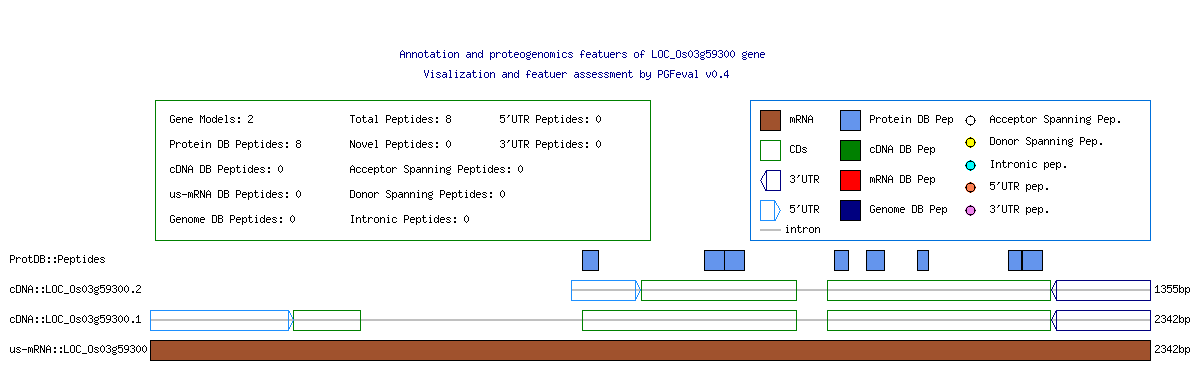 Annotation and proteogenomics featuers of LOC_Os03g59300 gene
Visalization and featuer assessment by PGFeval v0.4
Gene Models: 2 Total Peptides: 8 5'UTR Peptides: 0
Protein DB Peptides: 8 Novel Peptides: 0 3'UTR Peptides: 0
cDNA DB Peptides: 0 Acceptor Spanning Peptides: 0
us-mRNA DB Peptides: 0 Donor Spanning Peptides: 0
Genome DB Peptides: 0 Intronic Peptides: 0
mRNA Protein DB Pep Acceptor Spanning Pep.
CDs cDNA DB Pep Donor Spanning Pep.
3'UTR mRNA DB Pep Intronic pep.
5'UTR Genome DB Pep 5'UTR pep.
intron 3'UTR pep.
ProtDB::Peptides
cDNA::LOC_Os03g59300.2 1355bp
cDNA::LOC_Os03g59300.1 2342bp
us-mRNA::LOC_Os03g59300 2342bp